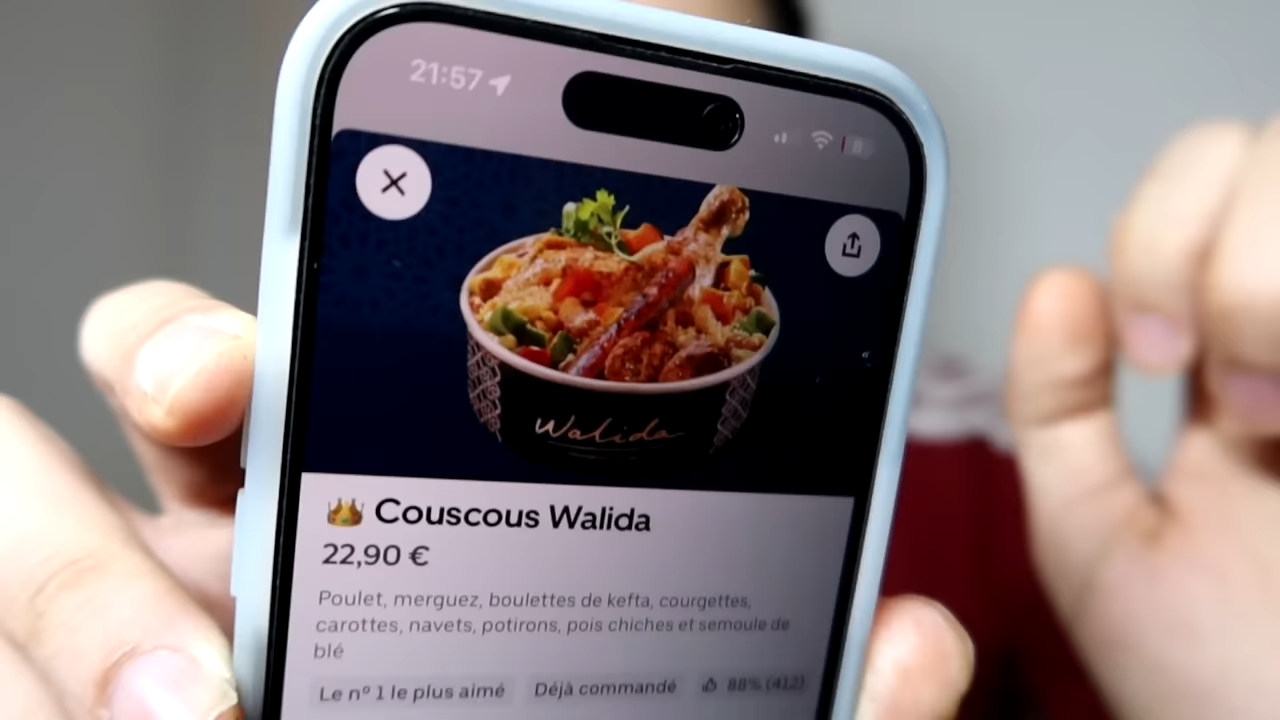 21:57
Walida
👑 Couscous Walida
22,90 €
Poulet, merguez, boulettes de kefta, courgettes,
carottes, navets, potirons, pois chiches et semoule de
blé
Le nº 1 le plus aimé Déjà commandé 88% (412)